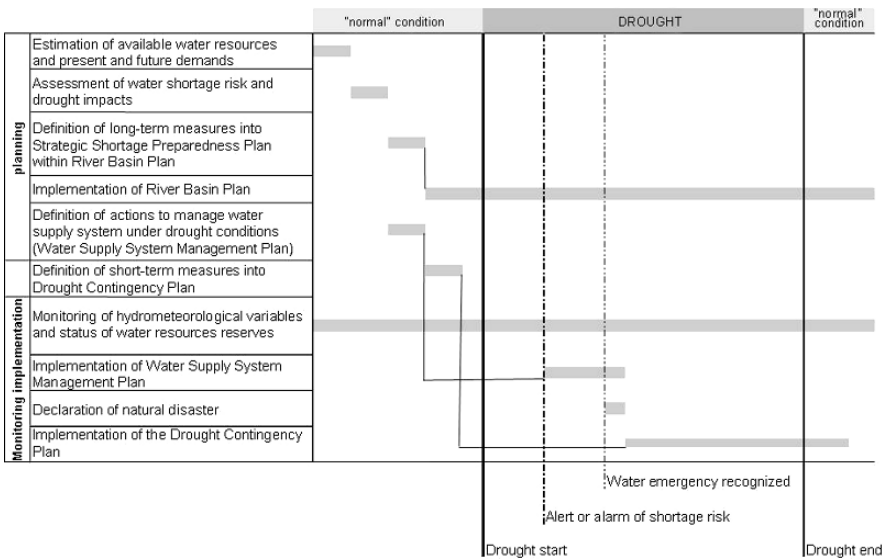 "normal" condition
DROUGHT
"normal"
condition
planning
Estimation of available water resources
and present and future demands
Assessment of water shortage risk and
drought impacts
Definition of long-term measures into
Strategic Shortage Preparedness Plan
within River Basin Plan
Implementation of River Basin Plan
Definition of actions to manage water
supply system under drought conditions
(Water Supply System Management Plan)
Definition of short-term measures into
Drought Contingency Plan
Monitoring implementation
Monitoring of hydrometeorological variables
and status of water resources reserves
Implementation of Water Supply System
Management Plan
Declaration of natural disaster
Implementation of the Drought Contingency
Plan
Water emergency recognized
Alert or alarm of shortage risk
Drought start
Drought end